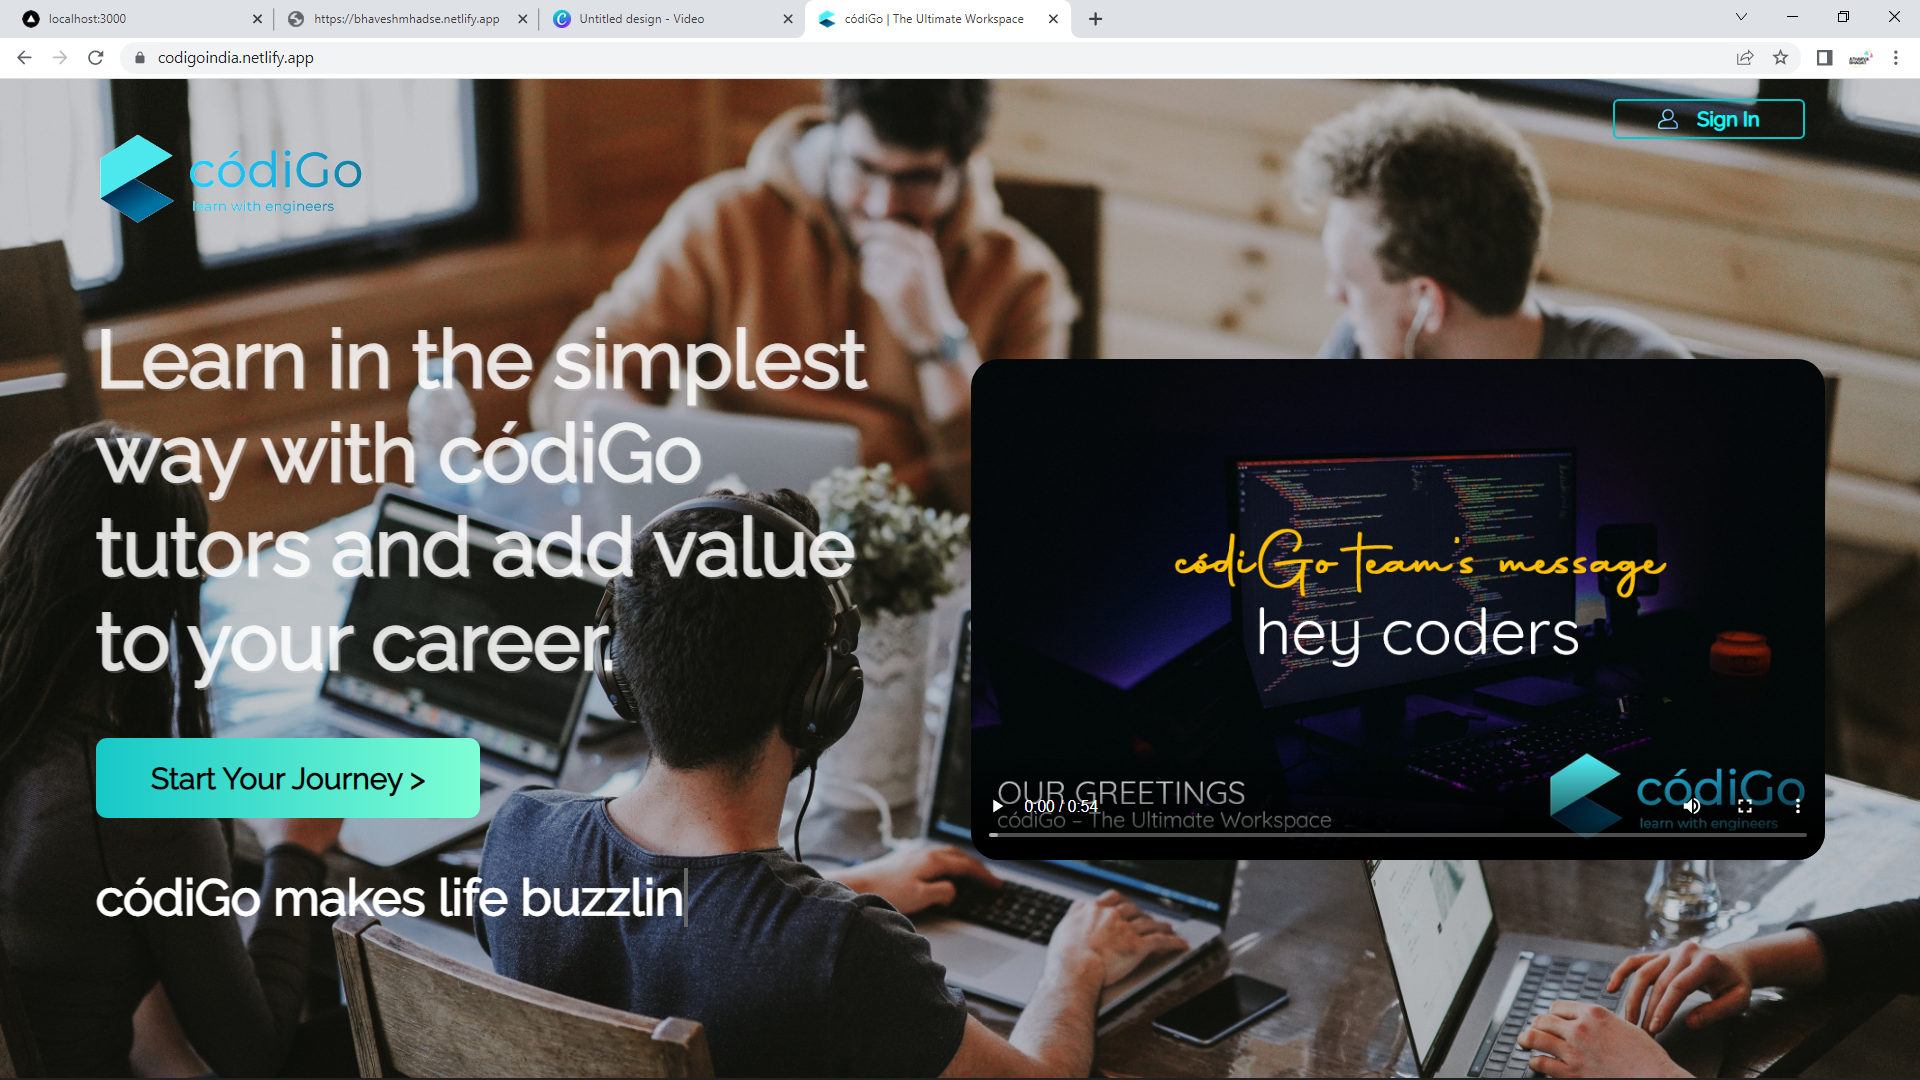 localhost:3000
https://bhaveshmhadse.netlify.app
Untitled design - Video
códiGo | The Ultimate Workspace
codigoindia.netlify.app
Sign In
códiGo
learn with engineers
Learn in the simplest
way with códiGo
tutors and add value
to your career.
Start Your Journey >
códiGo makes life buzzlin
códiGo team's message
hey coders
OUR GREETINGS
0:00 / 0:54
códiGo – The Ultimate Workspace
códiGo
learn with engineers